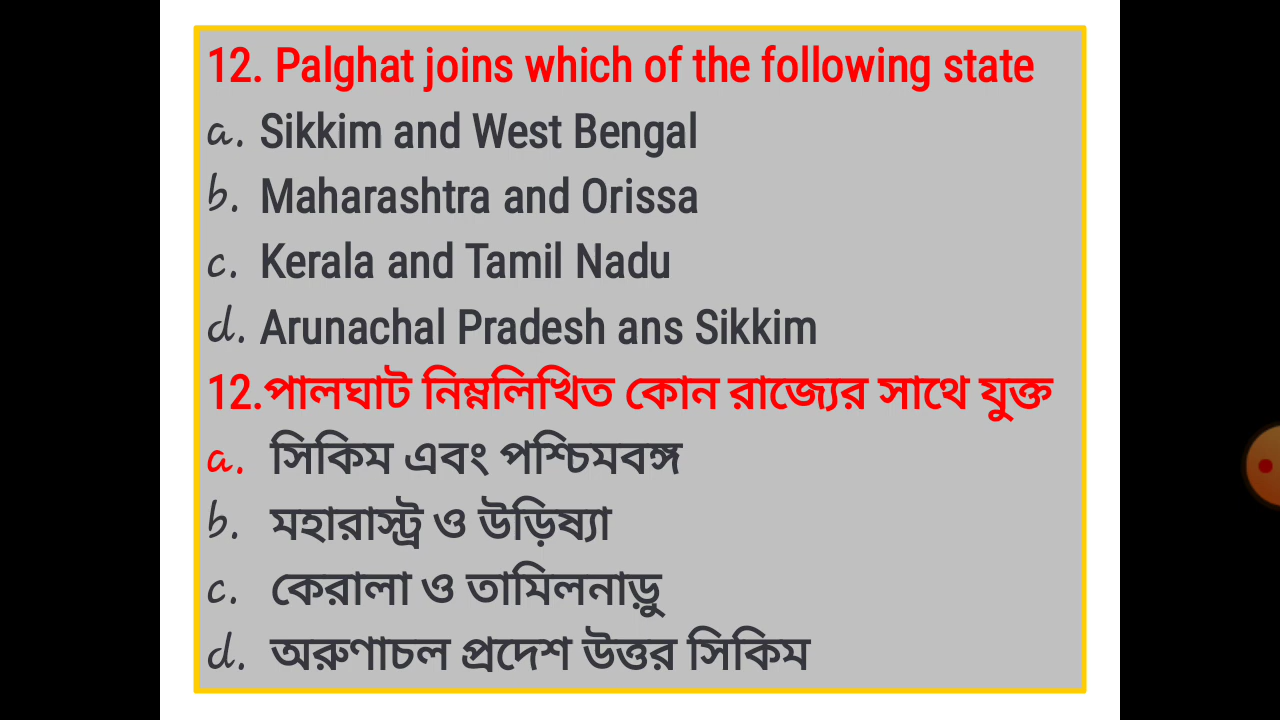 12. Palghat joins which of the following state
a. Sikkim and West Bengal
b. Maharashtra and Orissa
c. Kerala and Tamil Nadu
d. Arunachal Pradesh ans Sikkim
12.পালঘাট নিম্নলিখিত কোন রাজ্যের সাথে যুক্ত
a. সিকিম এবং পশ্চিমবঙ্গ
b. মহারাস্ট্র ও উড়িষ্যা
c. কেরালা ও তামিলনাড়ু
d. অরুণাচল প্রদেশ উত্তর সিকিম